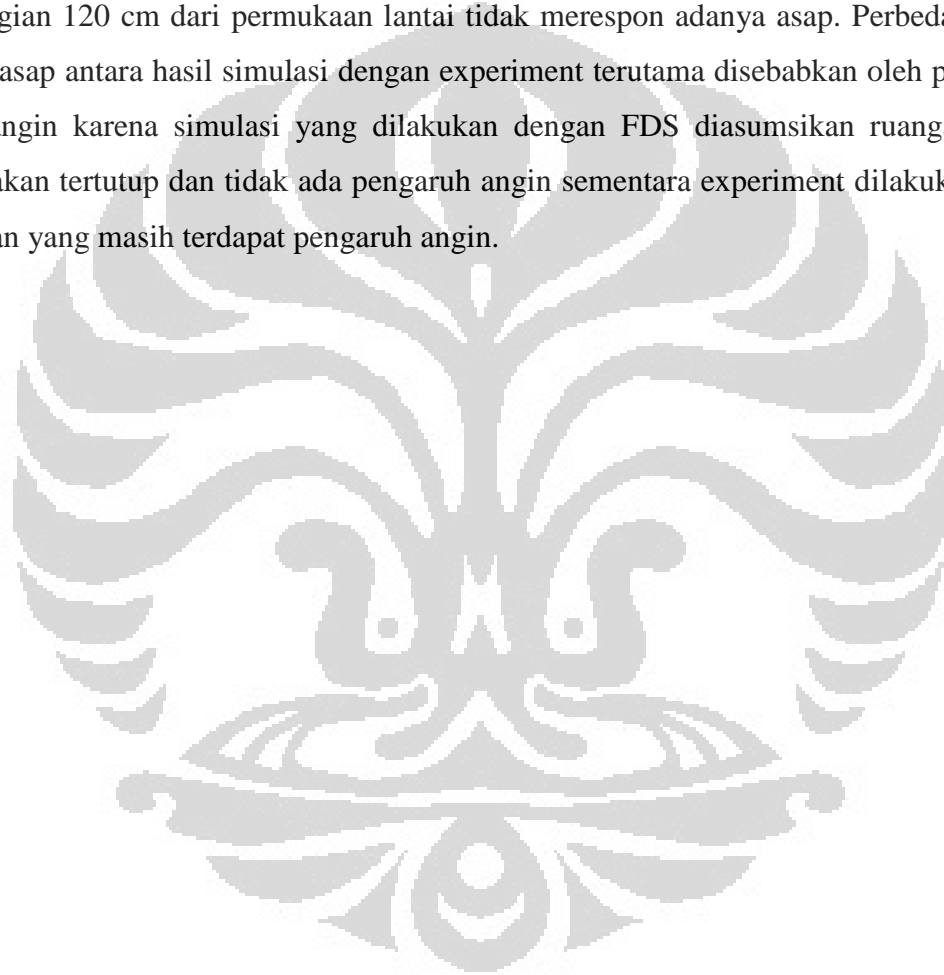 gian 120 cm dari permukaan lantai tidak merespon adanya asap. Perbeda
asap antara hasil simulasi dengan experiment terutama disebabkan oleh p
angin karena simulasi yang dilakukan dengan FDS diasumsikan ruang
akan tertutup dan tidak ada pengaruh angin sementara experiment dilakuk
an yang masih terdapat pengaruh angin.